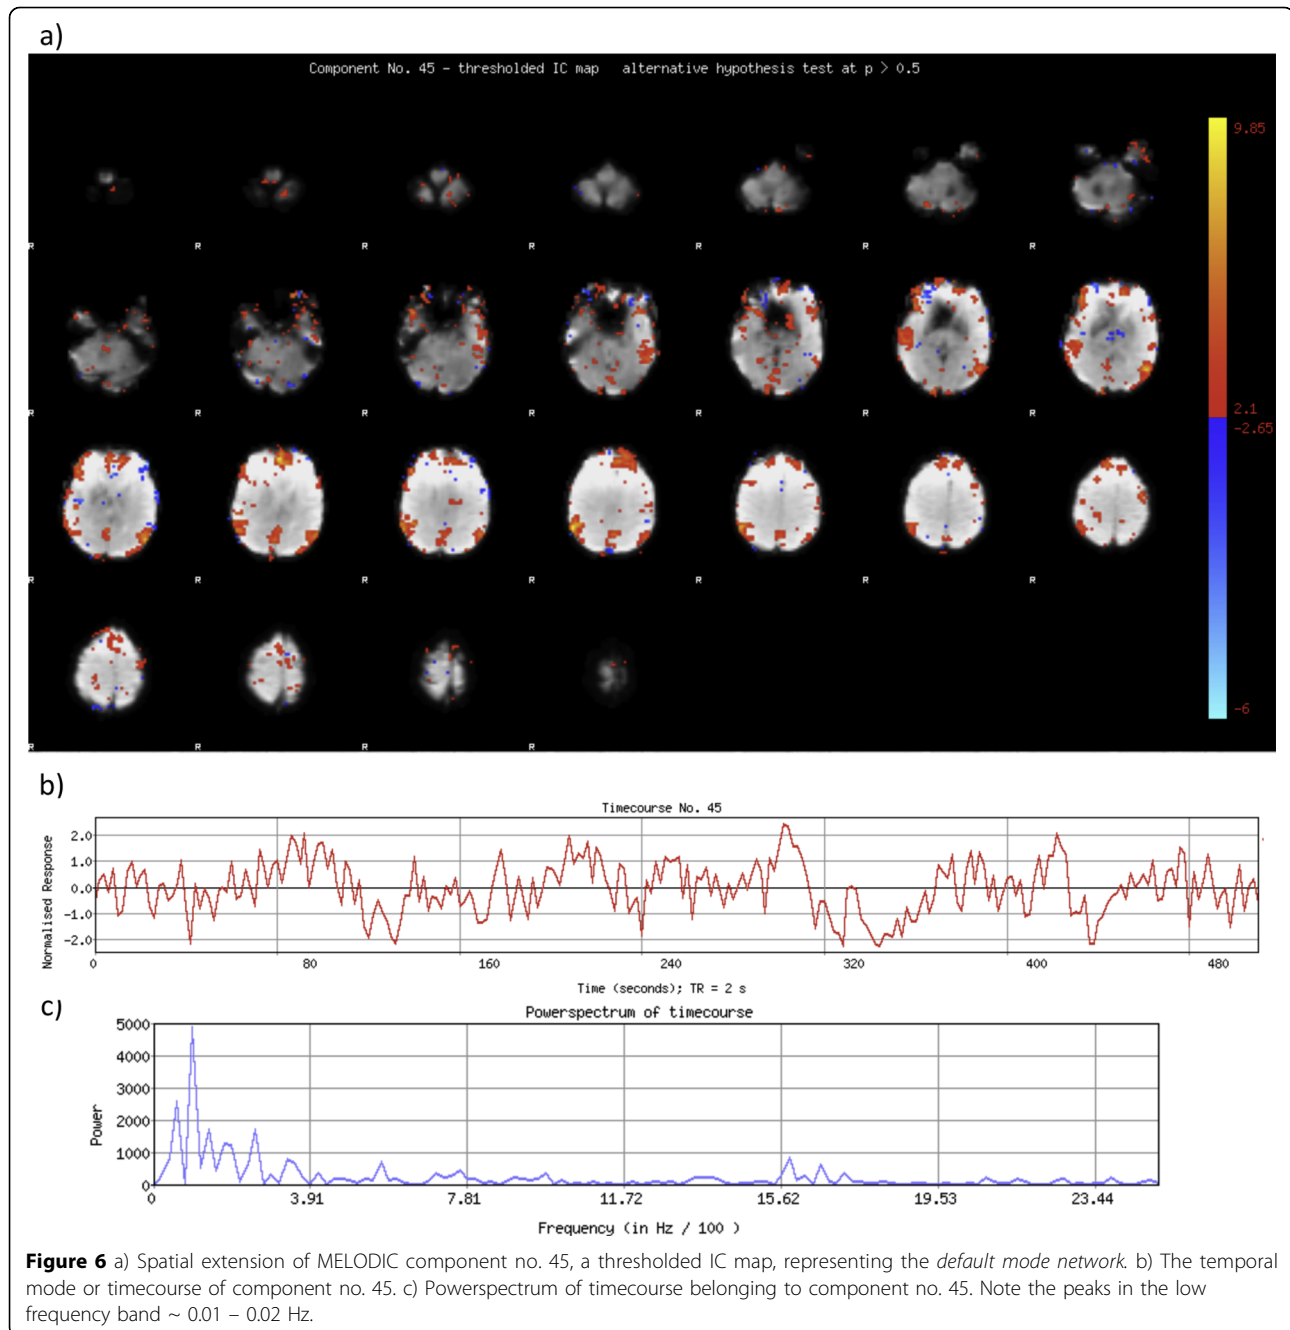 a)
Component No. 45 - thresholded IC map   alternative hypothesis test at p > 0.5
9.85
R R R R R R R
R R R R R R R
2.1
-2.65
R R R R R R R
-6
R R R R
b)
Timecourse No. 45
Normalised Response
2.0
1.0
0.0
-1.0
-2.0
0 80 160 240 320 400 480
Time (seconds); TR = 2 s
c)
Powerspectrum of timecourse
Power
5000
4000
3000
2000
1000
0
0 3.91 7.81 11.72 15.62 19.53 23.44
Frequency (in Hz / 100 )
Figure 6 a) Spatial extension of MELODIC component no. 45, a thresholded IC map, representing the default mode network. b) The temporal
mode or timecourse of component no. 45. c) Powerspectrum of timecourse belonging to component no. 45. Note the peaks in the low
frequency band ~ 0.01 – 0.02 Hz.